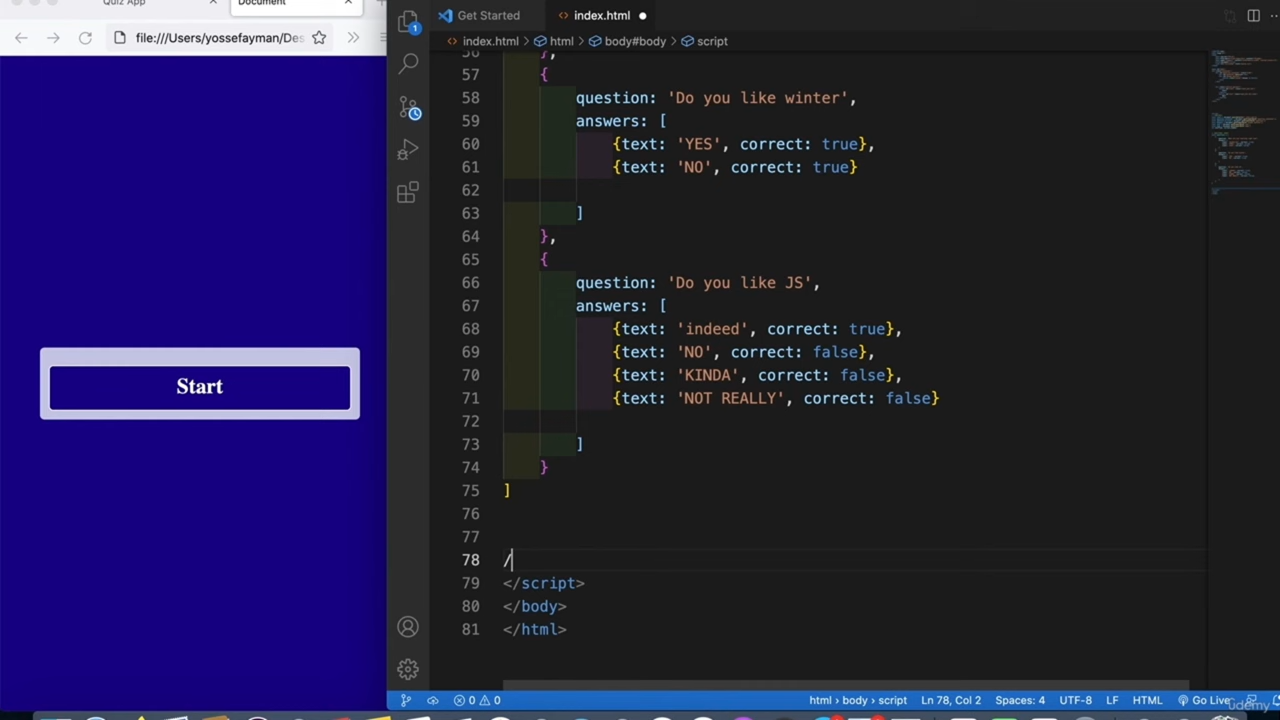 Quiz App
Document
file:///Users/yossefayman/Des
Get Started
index.html
index.html > html > body#body > script
56 },
57 {
58 question: 'Do you like winter',
59 answers: [
60 {text: 'YES', correct: true},
61 {text: 'NO', correct: true}
62
63 ]
64 },
65 {
66 question: 'Do you like JS',
67 answers: [
68 {text: 'indeed', correct: true},
69 {text: 'NO', correct: false},
70 {text: 'KINDA', correct: false},
71 {text: 'NOT REALLY', correct: false}
72
73 ]
74 }
75 ]
76
77
78 /
79 </script>
80 </body>
81 </html>
Start
1
0 0 html > body > script Ln 78, Col 2 Spaces: 4 UTF-8 LF HTML Go Live
udemy